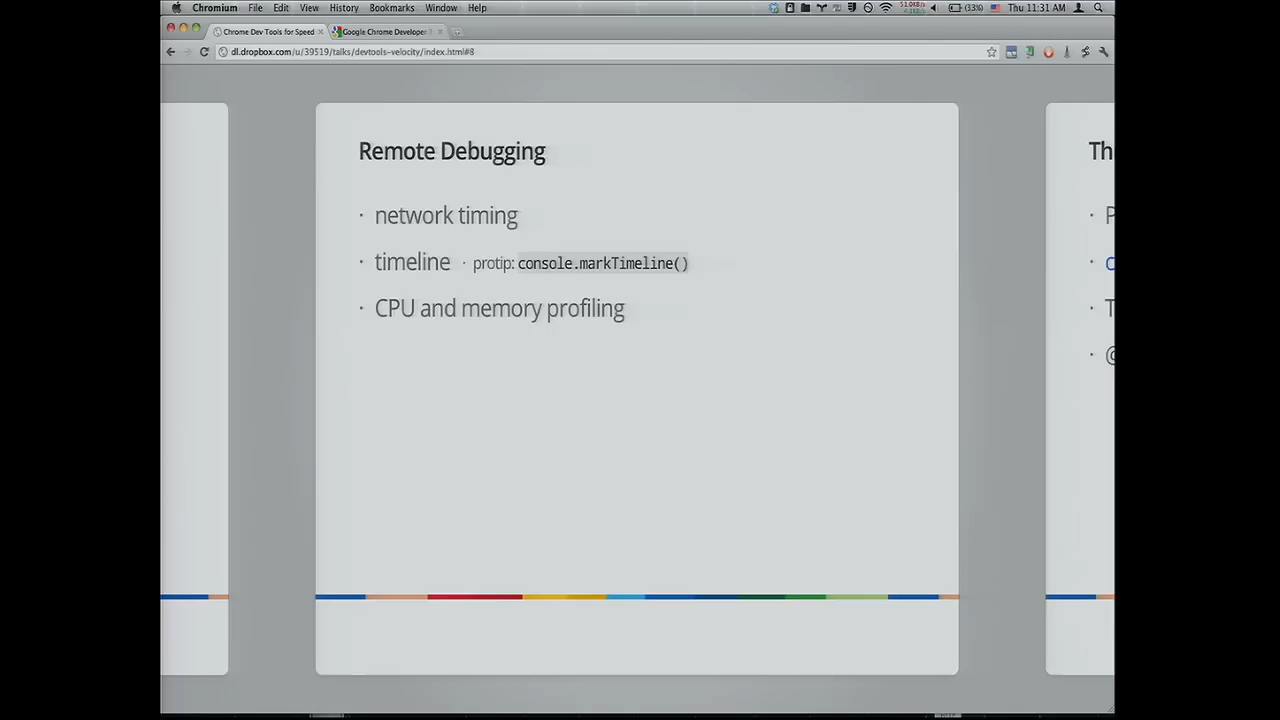 Chromium File Edit View History Bookmarks Window Help (33%) Thu 11:31 AM
Chrome Dev Tools for Speed Google Chrome Developer
dl.dropbox.com/u/39519/talks/devtools-velocity/index.html#8
Remote Debugging
Th
· network timing
· P
· timeline · protip: console.markTimeline()
· CPU and memory profiling
· T
· @